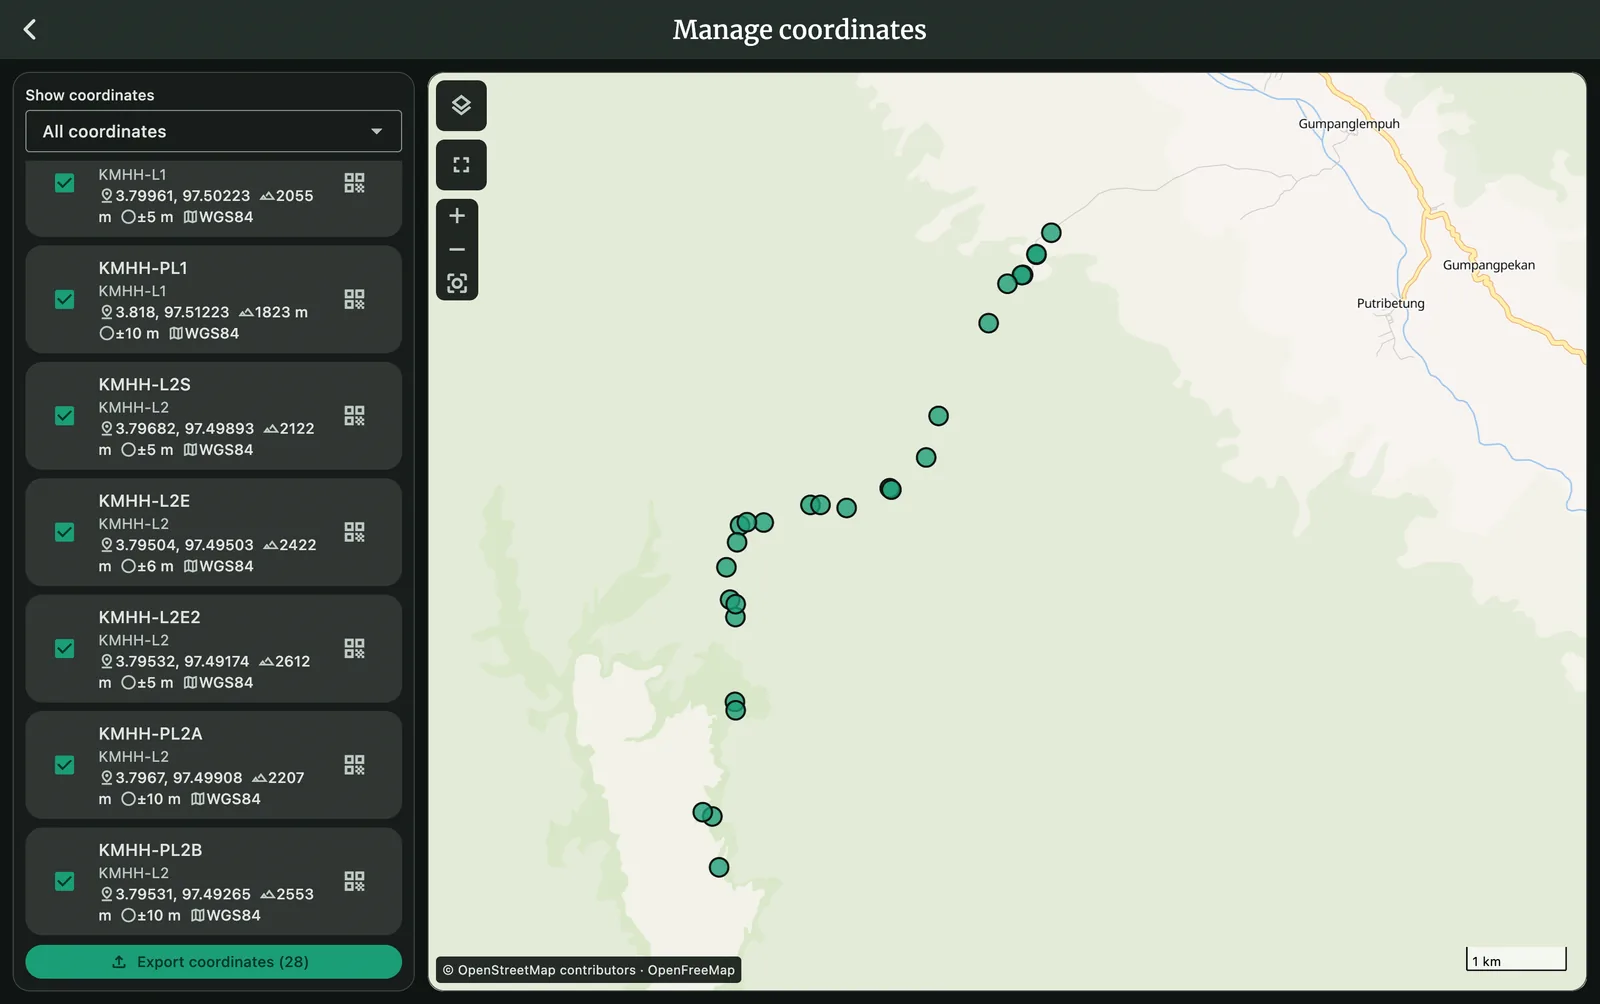 Manage coordinates
Show coordinates
All coordinates
KMHH-L1
3.79961, 97.50223 2055
m ±5 m WGS84
KMHH-PL1
KMHH-L1
3.818, 97.51223 1823 m
±10 m WGS84
KMHH-L2S
KMHH-L2
3.79682, 97.49893 2122
m ±5 m WGS84
KMHH-L2E
KMHH-L2
3.79504, 97.49503 2422
m ±6 m WGS84
KMHH-L2E2
KMHH-L2
3.79532, 97.49174 2612
m ±5 m WGS84
KMHH-PL2A
KMHH-L2
3.7967, 97.49908 2207
m ±10 m WGS84
KMHH-PL2B
KMHH-L2
3.79531, 97.49265 2553
m ±10 m WGS84
Export coordinates (28)
Gumpanglempuh
Gumpangpekan
Putribetung
© OpenStreetMap contributors · OpenFreeMap
1 km